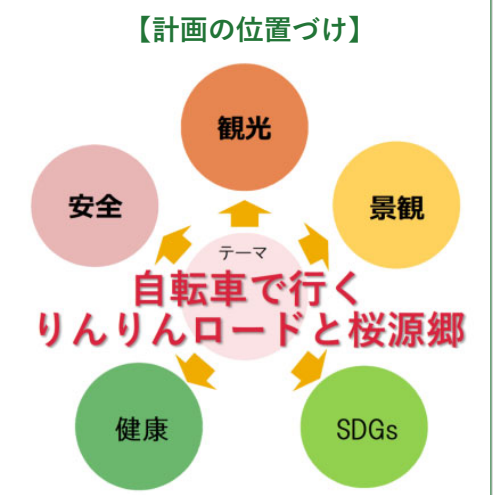 【計画の位置づけ】
観光
安全
景観
テーマ
自転車で行く
りんりんロードと桜源郷
健康
SDGs